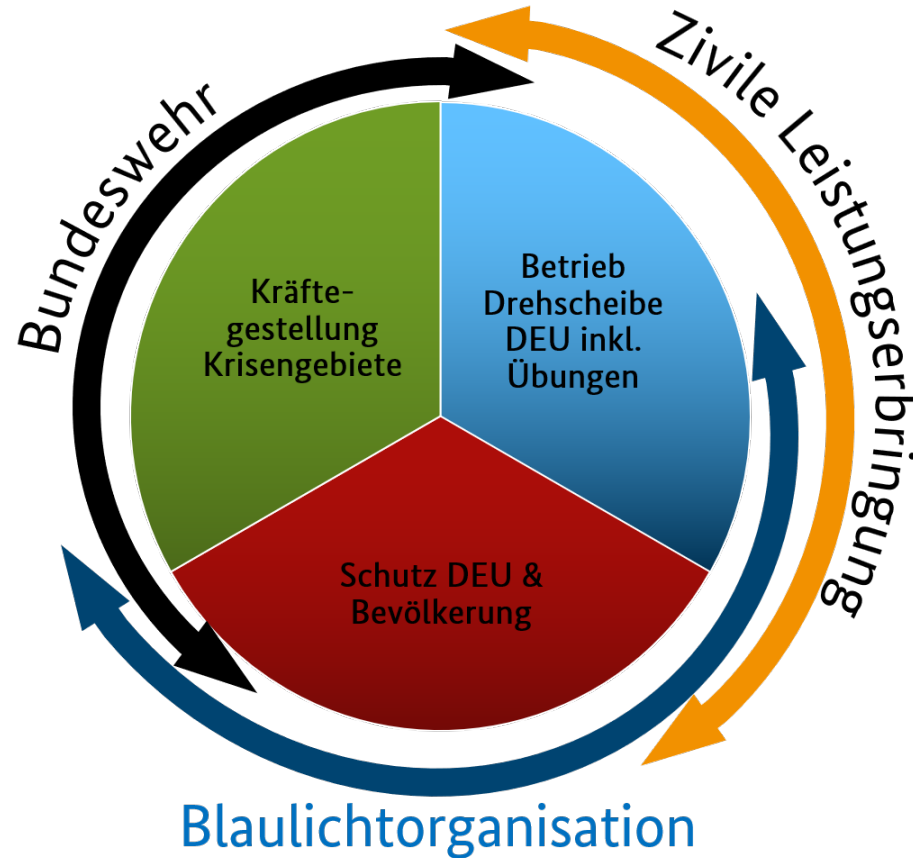 Bundeswehr
Zivile Leistungserbringung
Kräfte-
gestellung
Krisengebiete
Betrieb
Drehscheibe
DEU inkl.
Übungen
Schutz DEU &
Bevölkerung
Blaulichtorganisation